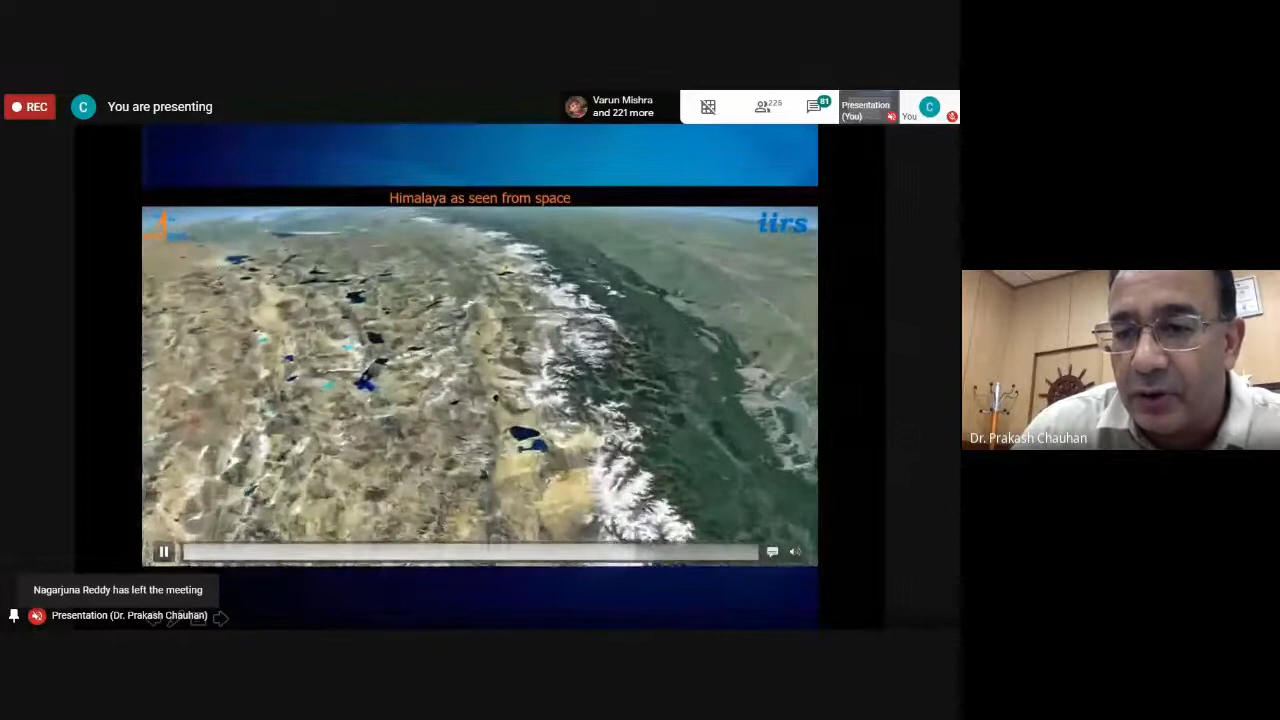 REC
C
You are presenting
Varun Mishra
and 221 more
225
81
Presentation
(You)
You
C
Himalaya as seen from space
iirs
Dr. Prakash Chauhan
Nagarjuna Reddy has left the meeting
Presentation (Dr. Prakash Chauhan)